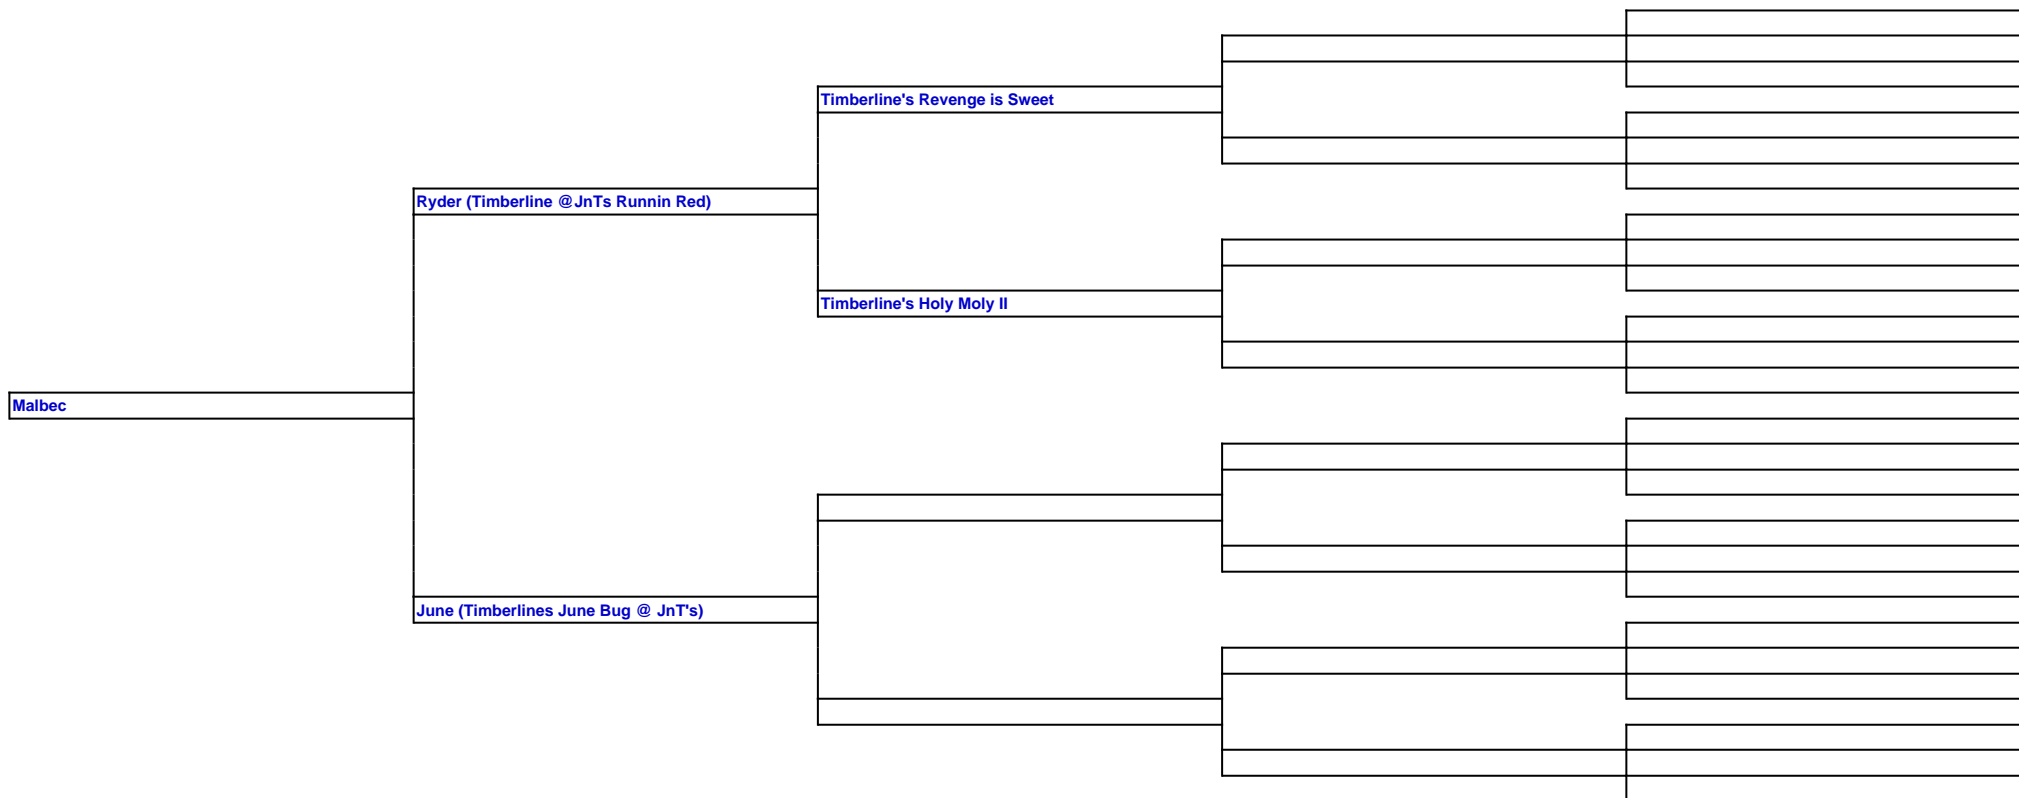 Timberline's Revenge is Sweet
Ryder (Timberline @JnTs Runnin Red)
Timberline's Holy Moly II
Malbec
June (Timberlines June Bug @ JnT's)